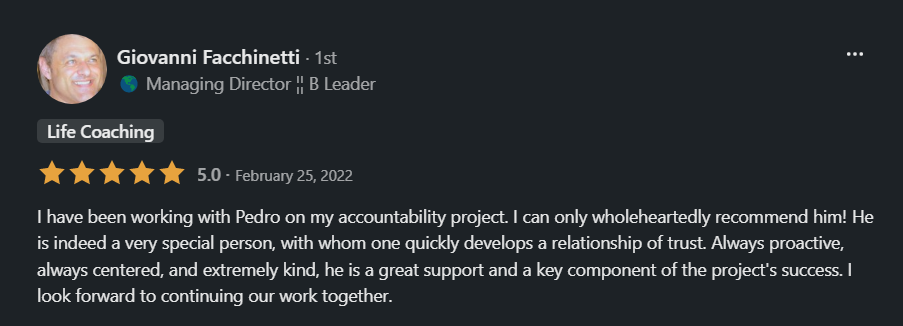 Giovanni Facchinetti · 1st
Managing Director ¦¦ B Leader
Life Coaching
5.0 · February 25, 2022
I have been working with Pedro on my accountability project. I can only wholeheartedly recommend him! He
is indeed a very special person, with whom one quickly develops a relationship of trust. Always proactive,
always centered, and extremely kind, he is a great support and a key component of the project's success. I
look forward to continuing our work together.